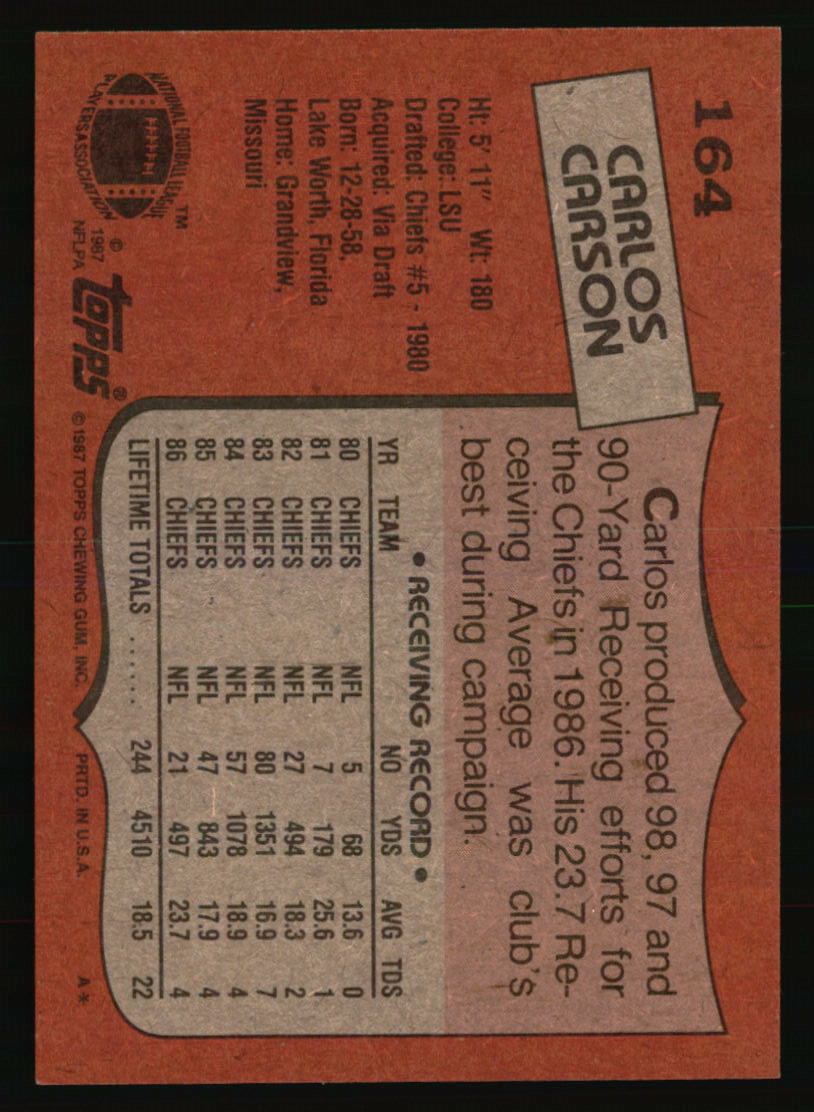 164
CARLOS
CARSON
Ht: 5' 11" Wt: 180
College: LSU
Drafted: Chiefs #5 - 1980
Acquired: Via Draft
Born: 12-28-58,
Lake Worth, Florida
Home: Grandview,
Missouri
NATIONAL FOOTBALL LEAGUE
PLAYERS ASSOCIATION
™
© 1987
NFLPA
topps®
Carlos produced 98, 97 and
90-Yard Receiving efforts for
the Chiefs in 1986. His 23.7 Re-
ceiving Average was club's
best during campaign.
• RECEIVING RECORD •
YR TEAM NO YDS AVG TDS
80 CHIEFS NFL 5 68 13.6 0
81 CHIEFS NFL 7 179 25.6 1
82 CHIEFS NFL 27 494 18.3 2
83 CHIEFS NFL 80 1351 16.9 7
84 CHIEFS NFL 57 1078 18.9 4
85 CHIEFS NFL 47 843 17.9 4
86 CHIEFS NFL 21 497 23.7 4
LIFETIME TOTALS ...... 244 4510 18.5 22
© 1987 TOPPS CHEWING GUM, INC. PRTD. IN U.S.A. A*